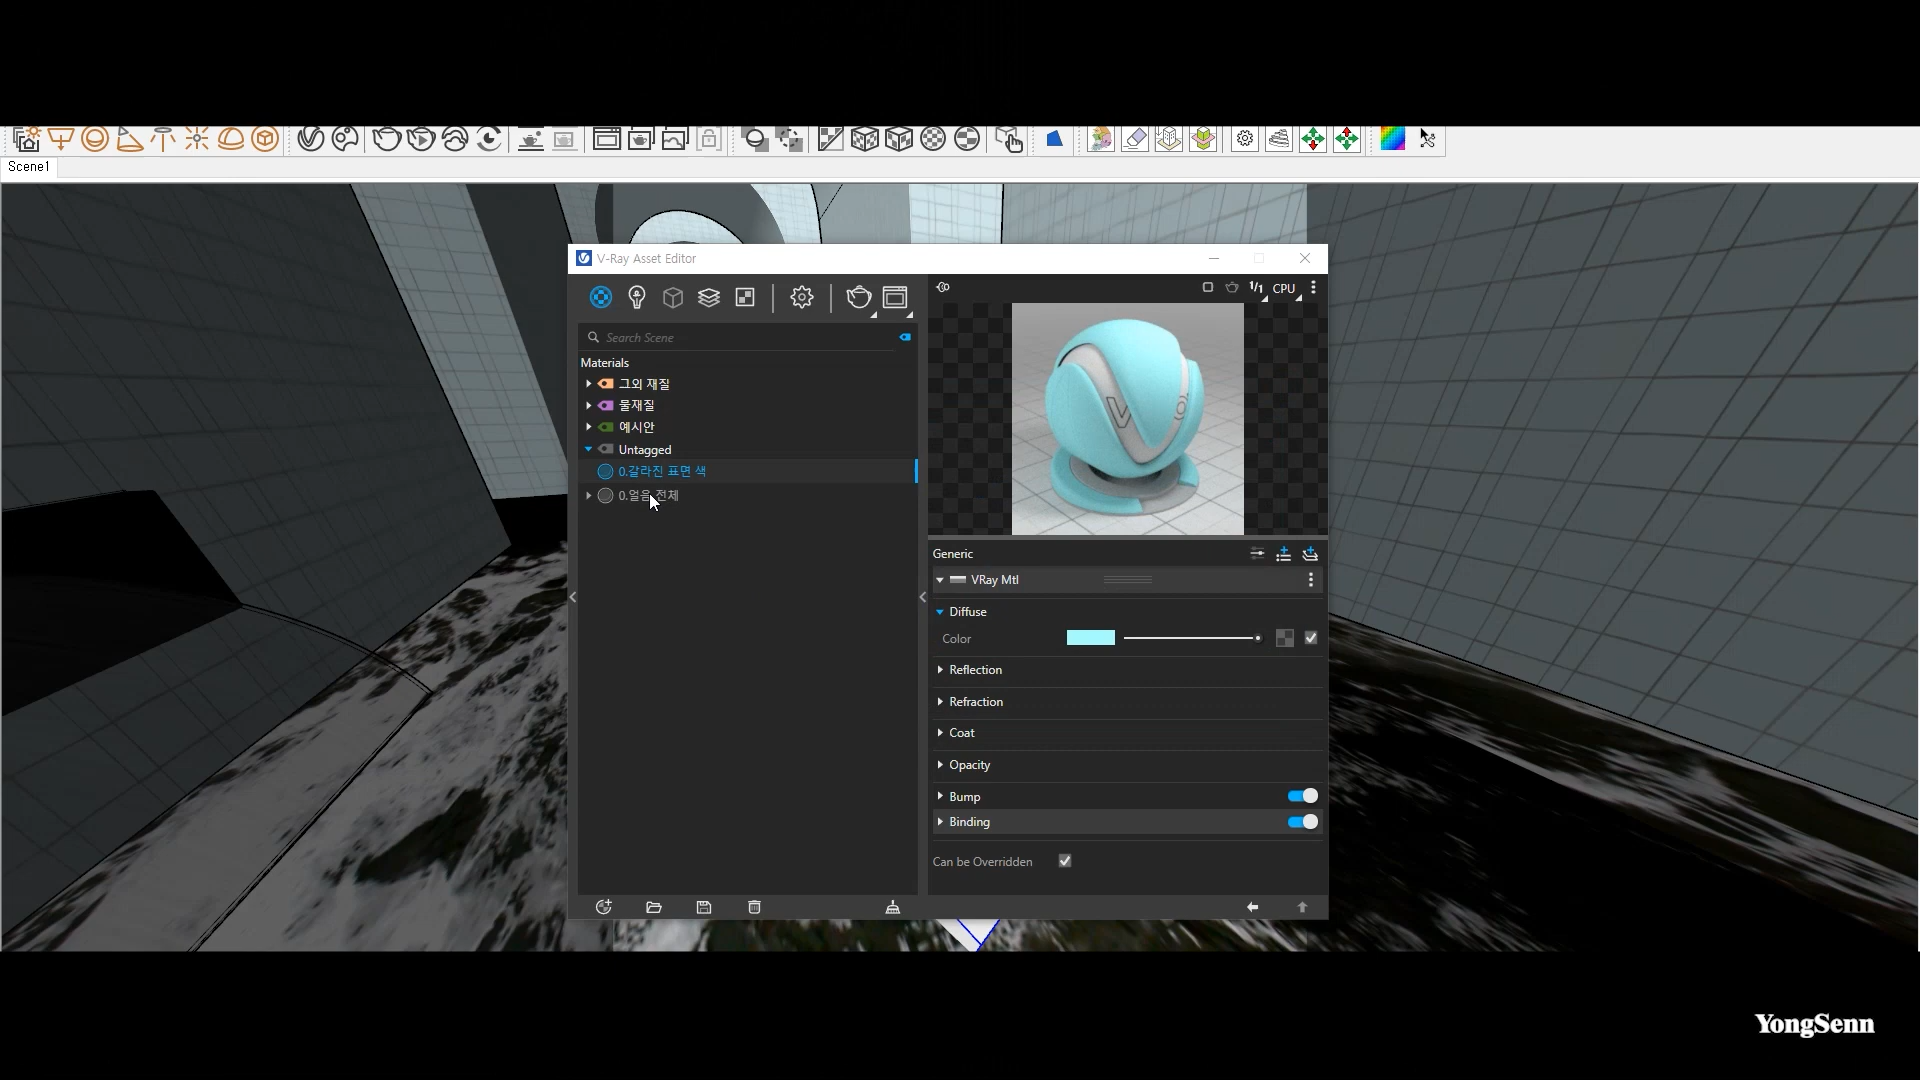 Scene1
V-Ray Asset Editor
1/1 CPU
Search Scene
Materials
그외 재질
물재질
예시안
Untagged
0.갈라진 표면 색
0.얼음 전체
Generic
VRay Mtl
Diffuse
Color
Reflection
Refraction
Coat
Opacity
Bump
Binding
Can be Overridden
YongSenn